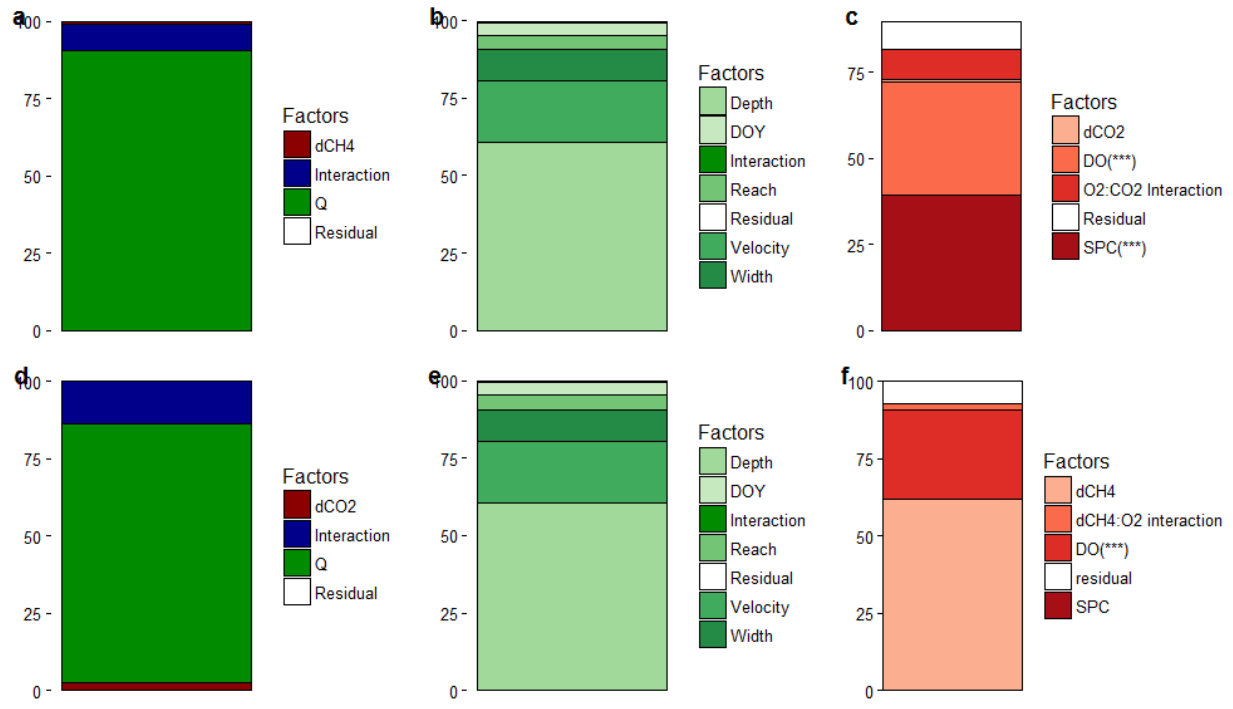 a
100
75
50
25
0
Factors
dCH4
Interaction
Q
Residual
b
100
75
50
25
0
Factors
Depth
DOY
Interaction
Reach
Residual
Velocity
Width
c
75
50
25
0
Factors
dCO2
DO(***)
O2:CO2 Interaction
Residual
SPC(***)
d
100
75
50
25
0
Factors
dCO2
Interaction
Q
Residual
e
100
75
50
25
0
Factors
Depth
DOY
Interaction
Reach
Residual
Velocity
Width
f
100
75
50
25
0
Factors
dCH4
dCH4:O2 interaction
DO(***)
residual
SPC